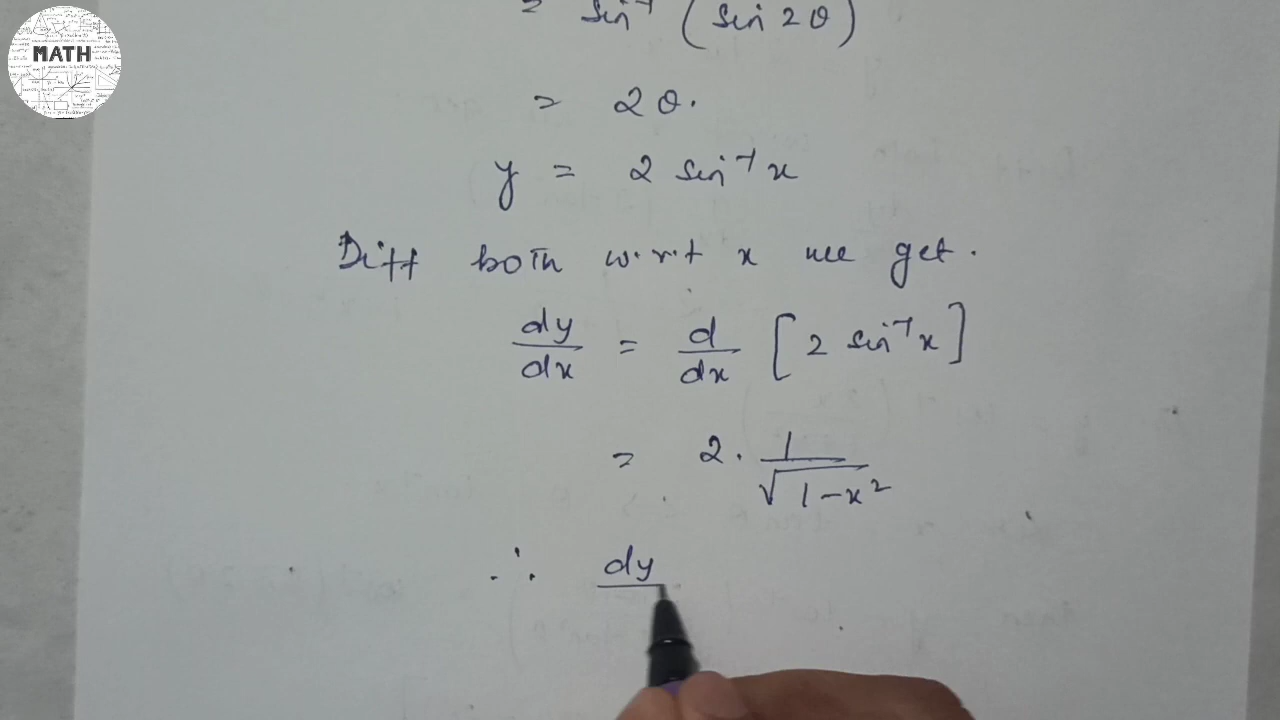 MATH
= sin⁻¹ (sin 2θ)
= 2θ.
y = 2 sin⁻¹x
Diff both w.r.t x we get.
dy/dx = d/dx [2 sin⁻¹x]
= 2. 1/√1-x²
∴ dy